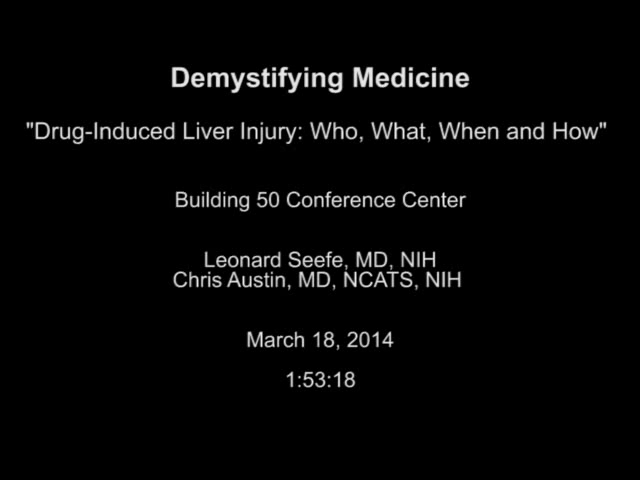 Demystifying Medicine
"Drug-Induced Liver Injury: Who, What, When and How"
Building 50 Conference Center
Leonard Seefe, MD, NIH
Chris Austin, MD, NCATS, NIH
March 18, 2014
1:53:18